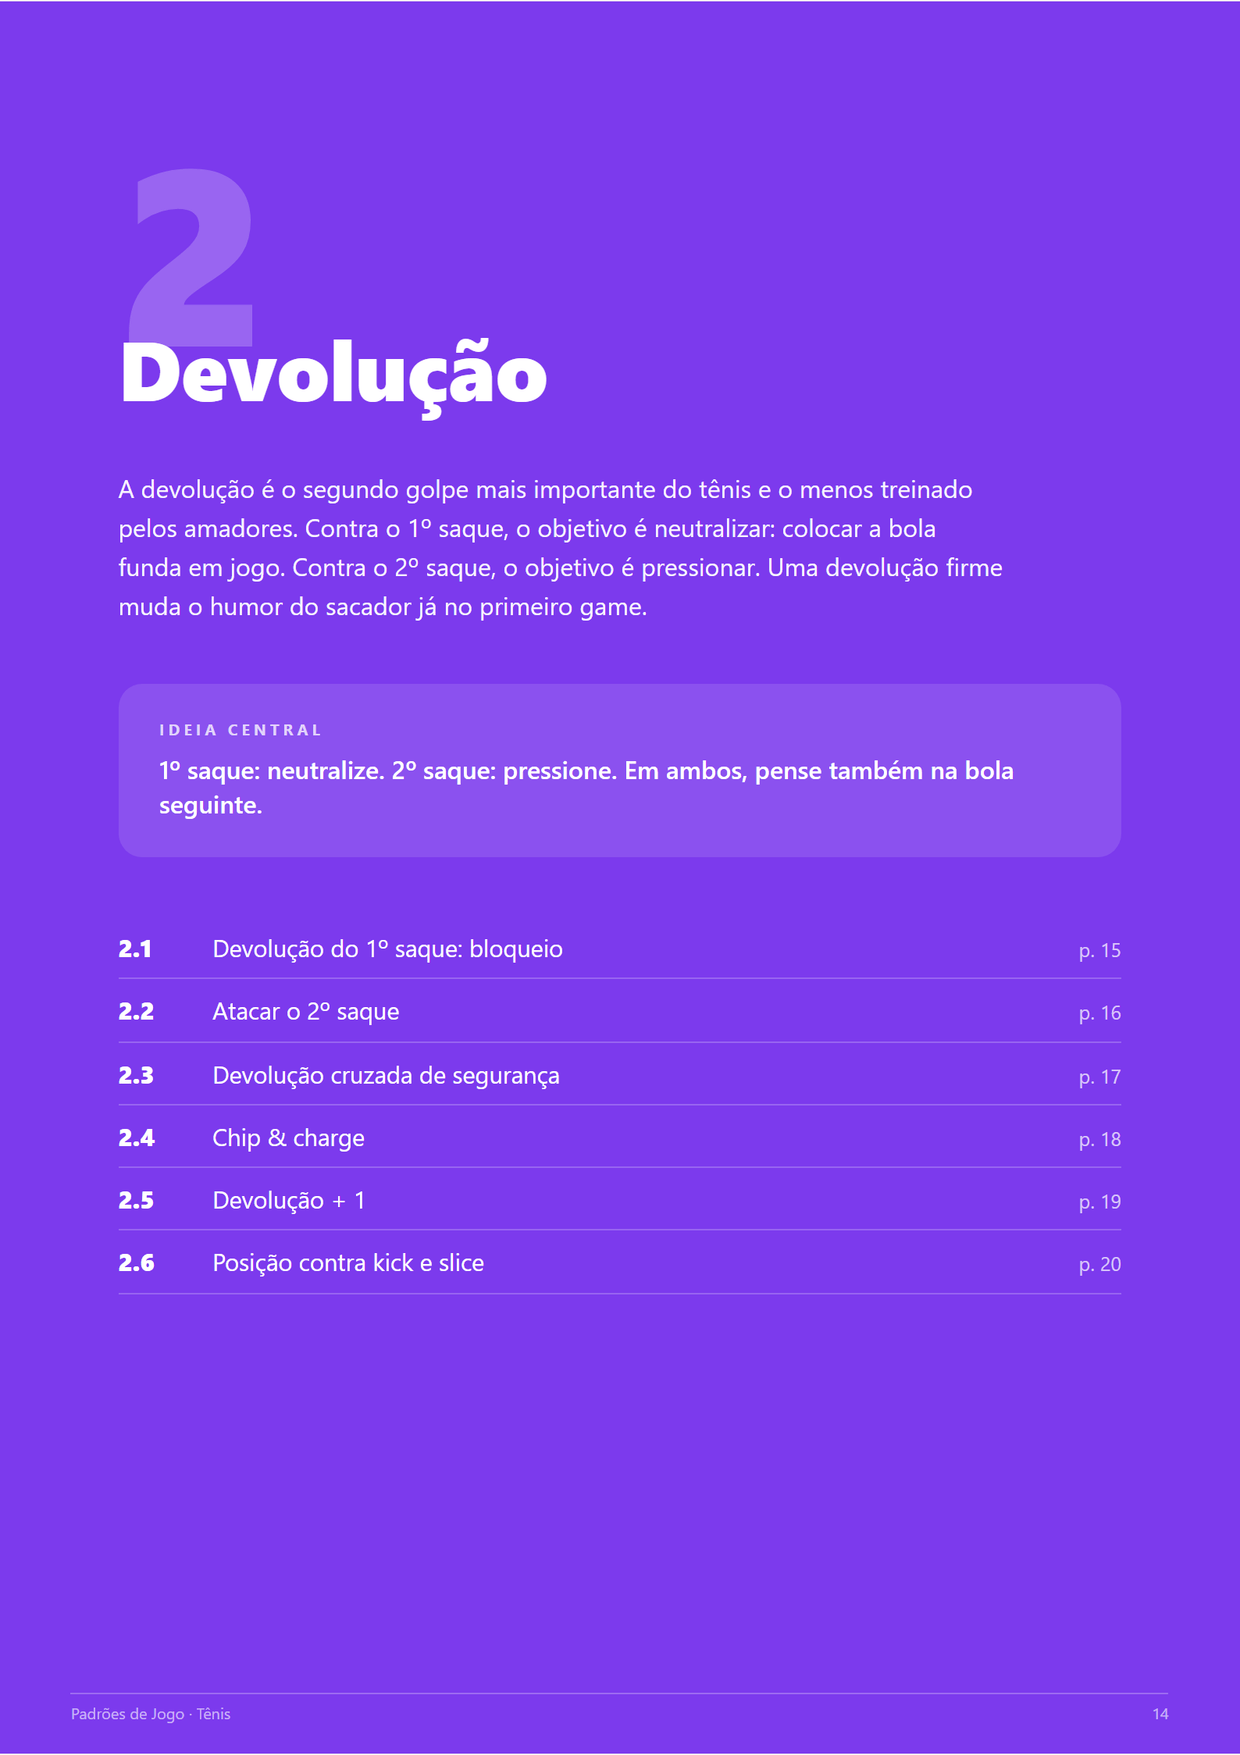 2
Devolução
A devolução é o segundo golpe mais importante do tênis e o menos treinado
pelos amadores. Contra o 1º saque, o objetivo é neutralizar: colocar a bola
funda em jogo. Contra o 2º saque, o objetivo é pressionar. Uma devolução firme
muda o humor do sacador já no primeiro game.
IDEIA CENTRAL
1º saque: neutralize. 2º saque: pressione. Em ambos, pense também na bola
seguinte.
2.1 Devolução do 1º saque: bloqueio p. 15
2.2 Atacar o 2º saque p. 16
2.3 Devolução cruzada de segurança p. 17
2.4 Chip & charge p. 18
2.5 Devolução + 1 p. 19
2.6 Posição contra kick e slice p. 20
Padrões de Jogo · Tênis 14